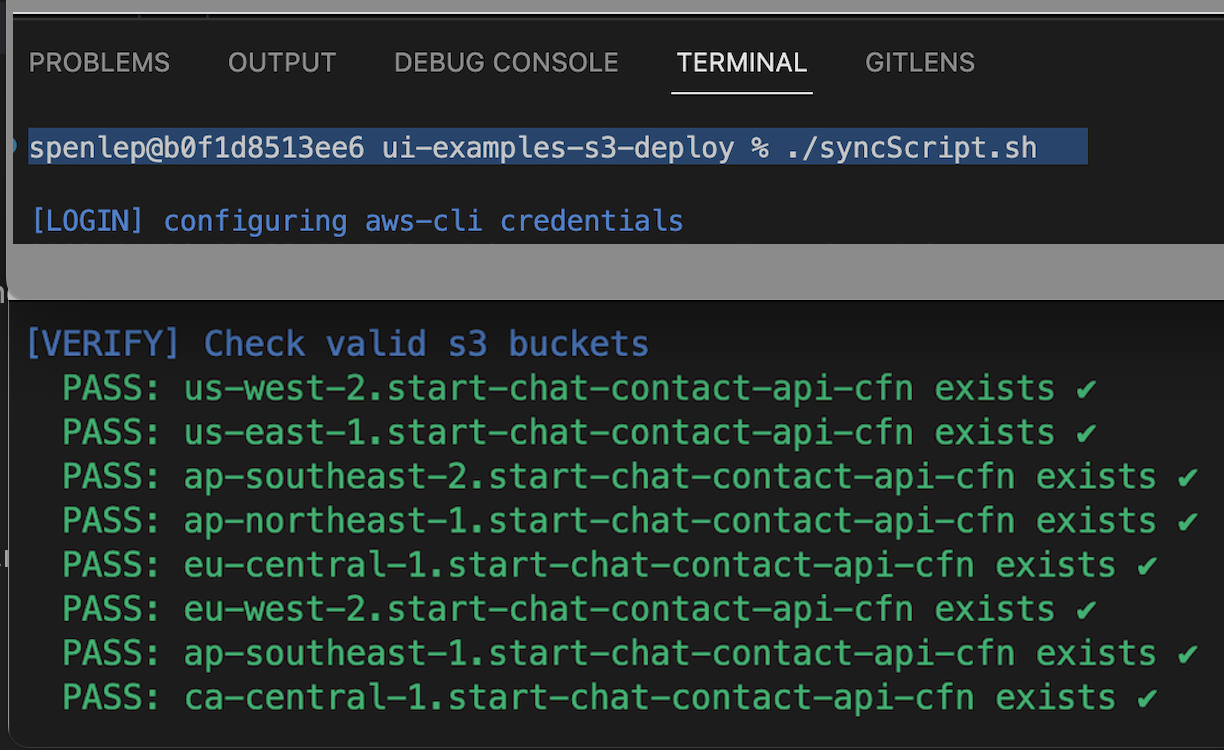 PROBLEMS OUTPUT DEBUG CONSOLE TERMINAL GITLENS
spenlep@b0f1d8513ee6 ui-examples-s3-deploy % ./syncScript.sh
[LOGIN] configuring aws-cli credentials
[VERIFY] Check valid s3 buckets
PASS: us-west-2.start-chat-contact-api-cfn exists ✔
PASS: us-east-1.start-chat-contact-api-cfn exists ✔
PASS: ap-southeast-2.start-chat-contact-api-cfn exists ✔
PASS: ap-northeast-1.start-chat-contact-api-cfn exists ✔
PASS: eu-central-1.start-chat-contact-api-cfn exists ✔
PASS: eu-west-2.start-chat-contact-api-cfn exists ✔
PASS: ap-southeast-1.start-chat-contact-api-cfn exists ✔
PASS: ca-central-1.start-chat-contact-api-cfn exists ✔